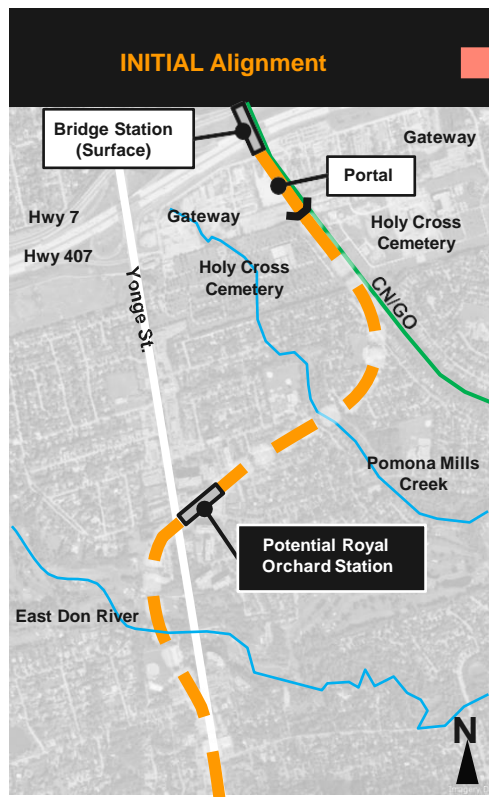 INITIAL Alignment
Bridge Station
(Surface)
Gateway
Portal
Hwy 7
Gateway
Holy Cross
Cemetery
Hwy 407
Holy Cross
Cemetery
Yonge St.
CN/GO
Pomona Mills
Creek
Potential Royal
Orchard Station
East Don River
N
Imagery